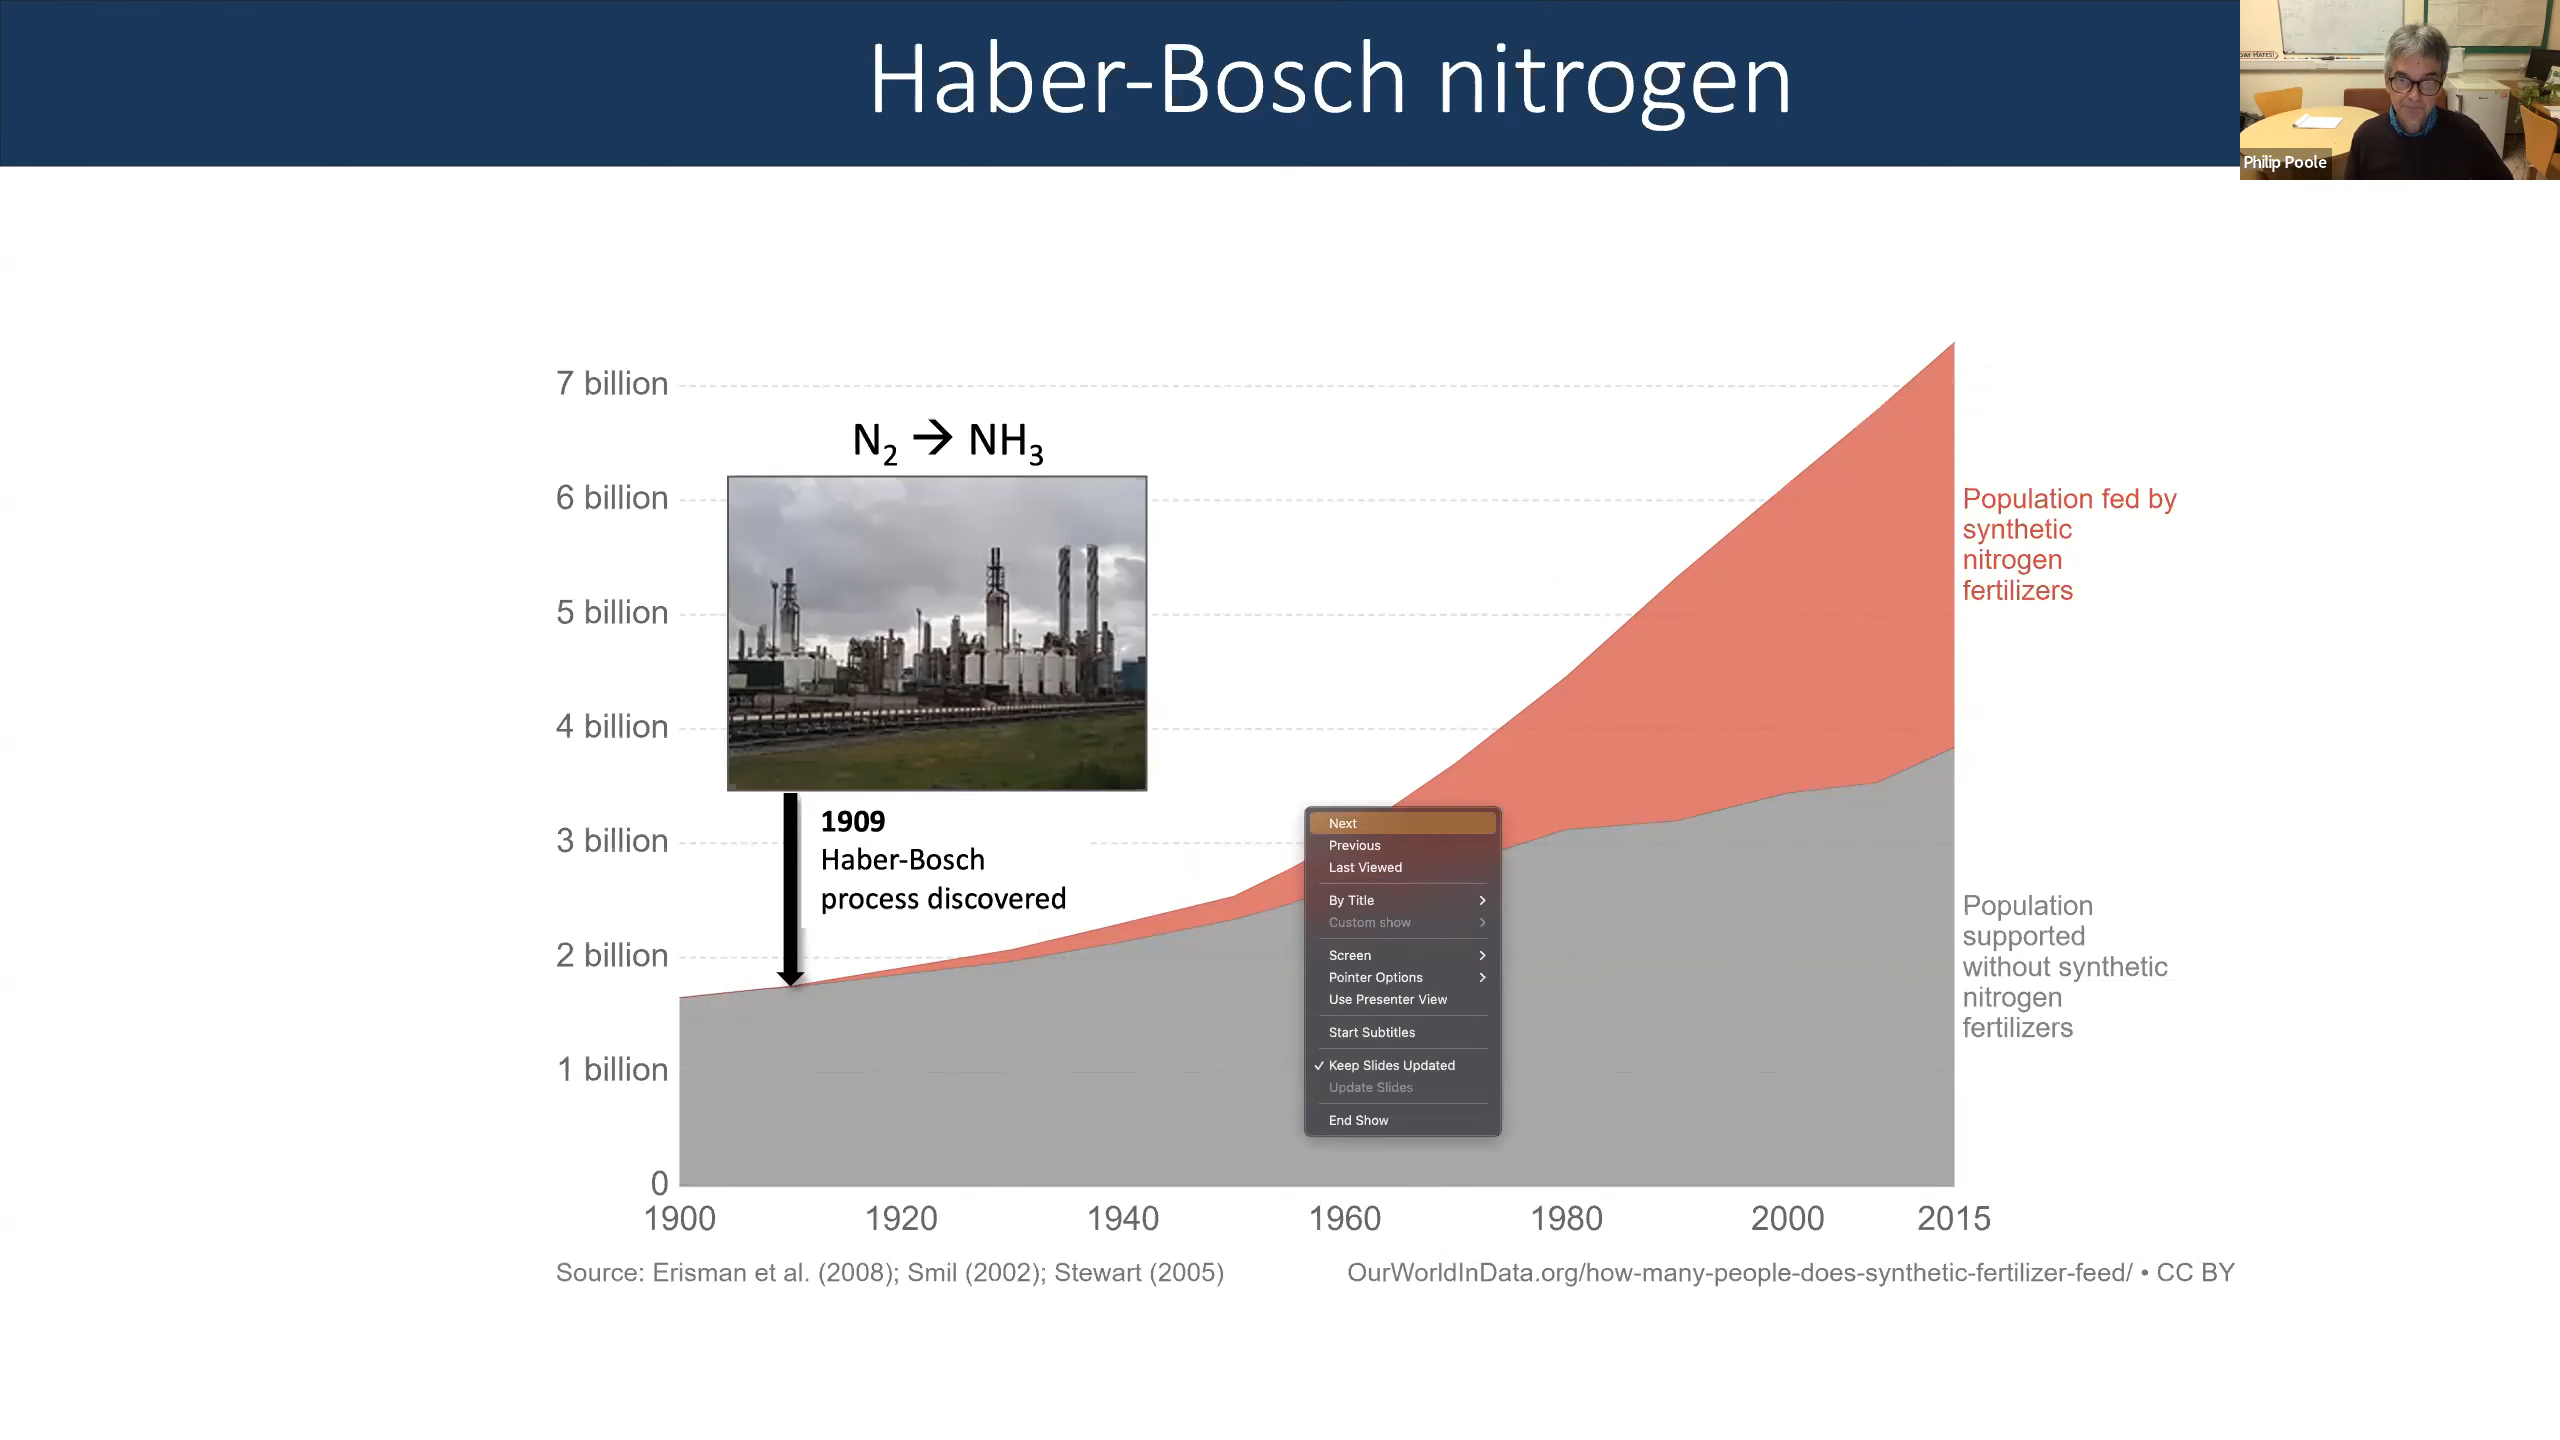 Haber-Bosch nitrogen
Philip Poole
7 billion
6 billion
5 billion
4 billion
3 billion
2 billion
1 billion
0
N₂ → NH₃
1909
Haber-Bosch
process discovered
Population fed by
synthetic
nitrogen
fertilizers
Population
supported
without synthetic
nitrogen
fertilizers
Next
Previous
Last Viewed
By Title
Custom show
Screen
Pointer Options
Use Presenter View
Start Subtitles
✓ Keep Slides Updated
Update Slides
End Show
1900 1920 1940 1960 1980 2000 2015
Source: Erisman et al. (2008); Smil (2002); Stewart (2005)
OurWorldInData.org/how-many-people-does-synthetic-fertilizer-feed/ • CC BY